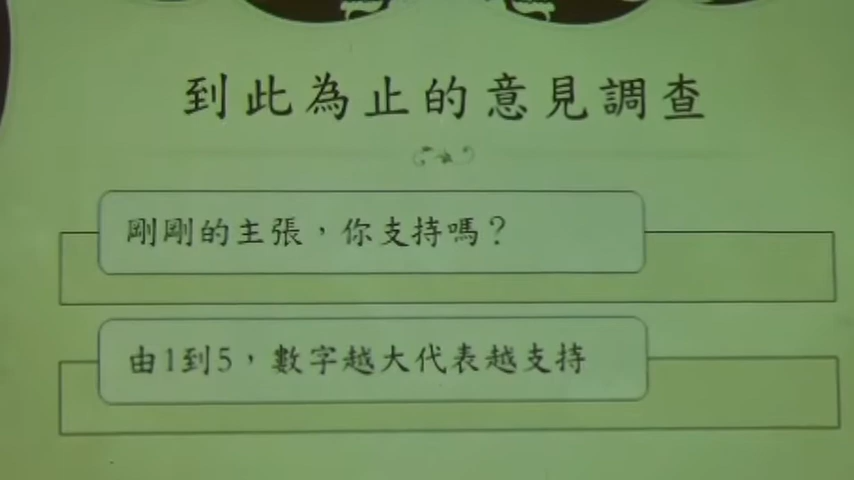 到此為止的意見調查
剛剛的主張，你支持嗎？
由1到5，數字越大代表越支持